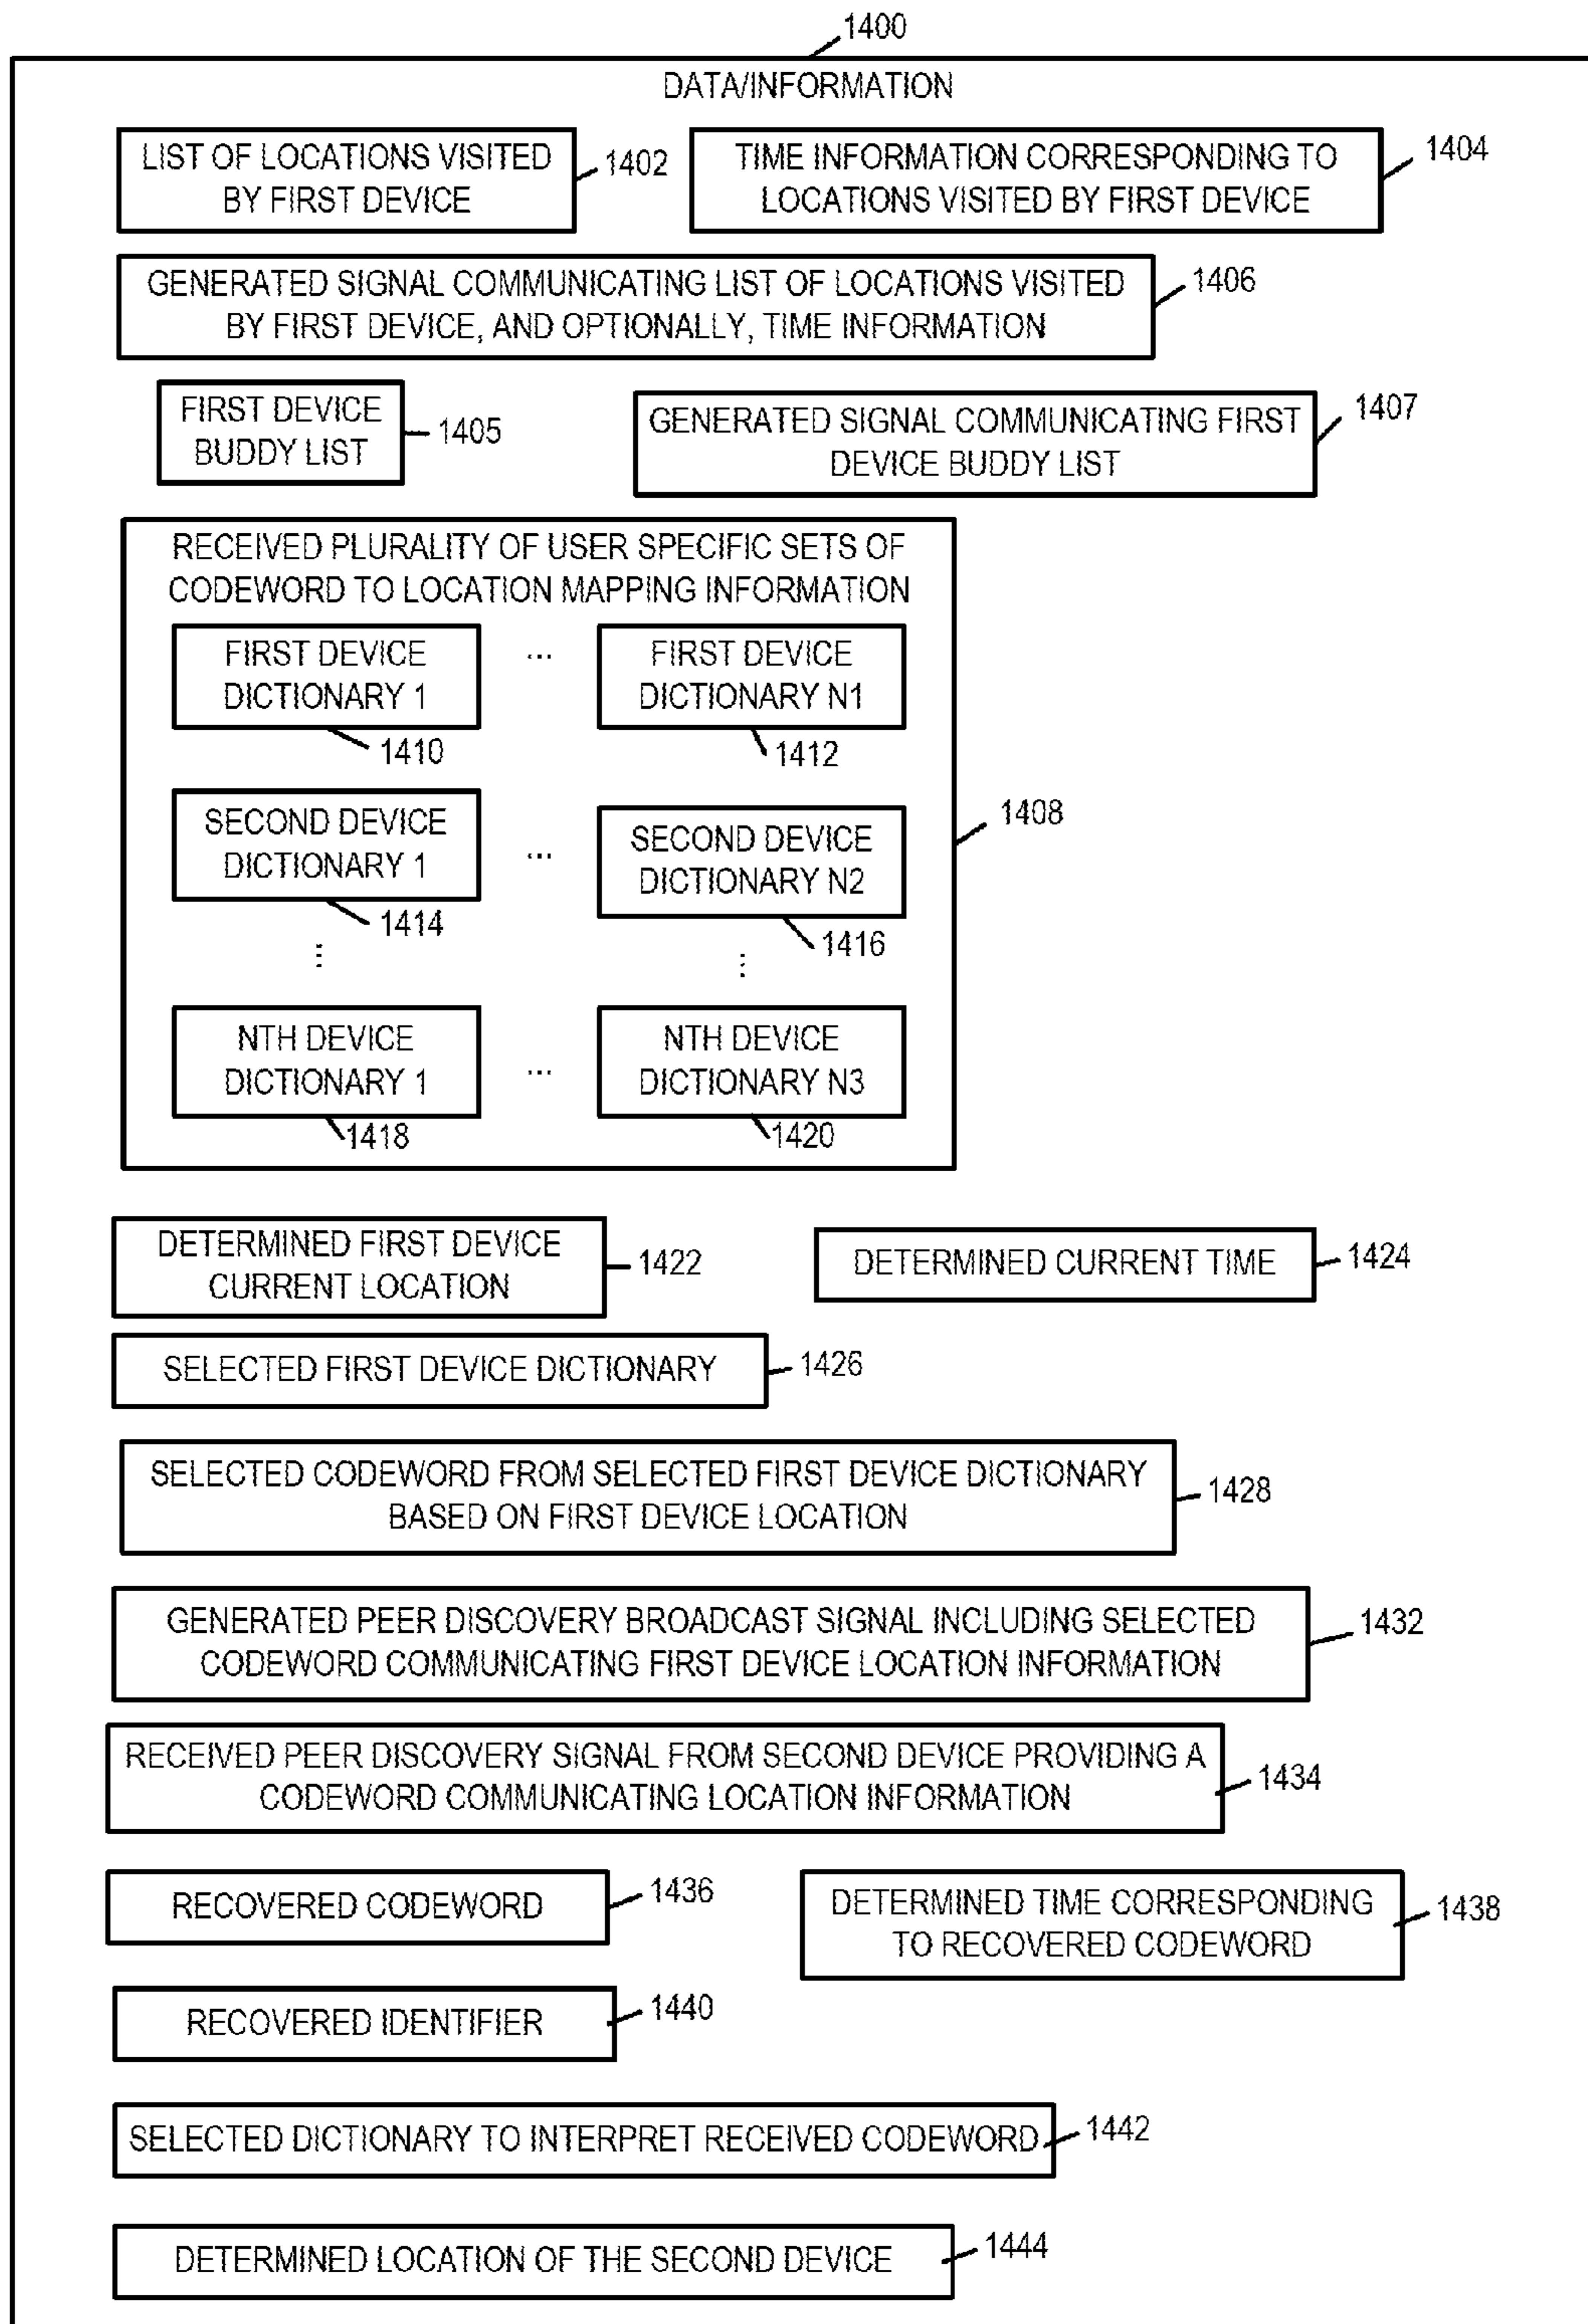 1400
DATA/INFORMATION
LIST OF LOCATIONS VISITED
BY FIRST DEVICE
1402
TIME INFORMATION CORRESPONDING TO
LOCATIONS VISITED BY FIRST DEVICE
1404
GENERATED SIGNAL COMMUNICATING LIST OF LOCATIONS VISITED
BY FIRST DEVICE, AND OPTIONALLY, TIME INFORMATION
1406
FIRST DEVICE
BUDDY LIST
1405
GENERATED SIGNAL COMMUNICATING FIRST
DEVICE BUDDY LIST
1407
RECEIVED PLURALITY OF USER SPECIFIC SETS OF
CODEWORD TO LOCATION MAPPING INFORMATION
FIRST DEVICE
DICTIONARY 1
1410
...
FIRST DEVICE
DICTIONARY N1
1412
SECOND DEVICE
DICTIONARY 1
1414
...
SECOND DEVICE
DICTIONARY N2
1416
1408
⋮
⋮
NTH DEVICE
DICTIONARY 1
1418
...
NTH DEVICE
DICTIONARY N3
1420
DETERMINED FIRST DEVICE
CURRENT LOCATION
1422
DETERMINED CURRENT TIME
1424
SELECTED FIRST DEVICE DICTIONARY
1426
SELECTED CODEWORD FROM SELECTED FIRST DEVICE DICTIONARY
BASED ON FIRST DEVICE LOCATION
1428
GENERATED PEER DISCOVERY BROADCAST SIGNAL INCLUDING SELECTED
CODEWORD COMMUNICATING FIRST DEVICE LOCATION INFORMATION
1432
RECEIVED PEER DISCOVERY SIGNAL FROM SECOND DEVICE PROVIDING A
CODEWORD COMMUNICATING LOCATION INFORMATION
1434
RECOVERED CODEWORD
1436
DETERMINED TIME CORRESPONDING
TO RECOVERED CODEWORD
1438
RECOVERED IDENTIFIER
1440
SELECTED DICTIONARY TO INTERPRET RECEIVED CODEWORD
1442
DETERMINED LOCATION OF THE SECOND DEVICE
1444